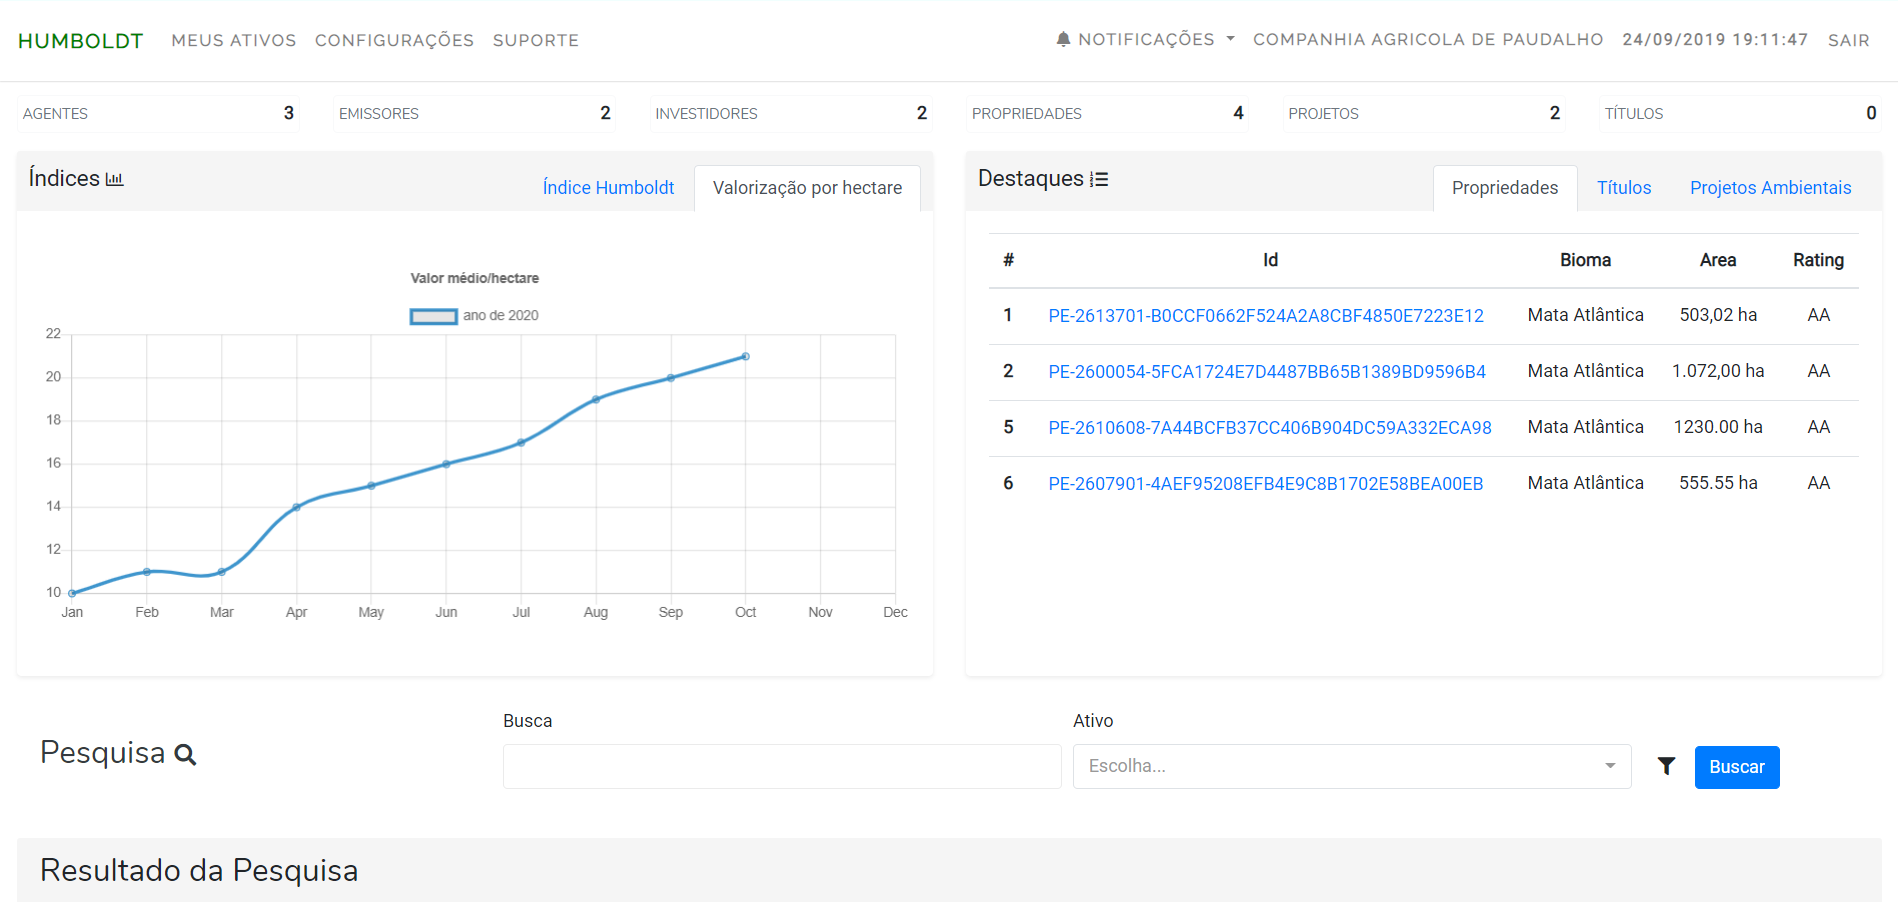 HUMBOLDT MEUS ATIVOS CONFIGURAÇÕES SUPORTE NOTIFICAÇÕES COMPANHIA AGRICOLA DE PAUDALHO 24/09/2019 19:11:47 SAIR
AGENTES 3 EMISSORES 2 INVESTIDORES 2 PROPRIEDADES 4 PROJETOS 2 TÍTULOS 0
Índices Índice Humboldt Valorização por hectare
Valor médio/hectare
ano de 2020
22
20
18
16
14
12
10
Jan Feb Mar Apr May Jun Jul Aug Sep Oct Nov Dec
Destaques Propriedades Títulos Projetos Ambientais
# Id Bioma Area Rating
1 PE-2613701-B0CCF0662F524A2A8CBF4850E7223E12 Mata Atlântica 503,02 ha AA
2 PE-2600054-5FCA1724E7D4487BB65B1389BD9596B4 Mata Atlântica 1.072,00 ha AA
5 PE-2610608-7A44BCFB37CC406B904DC59A332ECA98 Mata Atlântica 1230.00 ha AA
6 PE-2607901-4AEF95208EFB4E9C8B1702E58BEA00EB Mata Atlântica 555.55 ha AA
Pesquisa
Busca Ativo
Escolha... Buscar
Resultado da Pesquisa